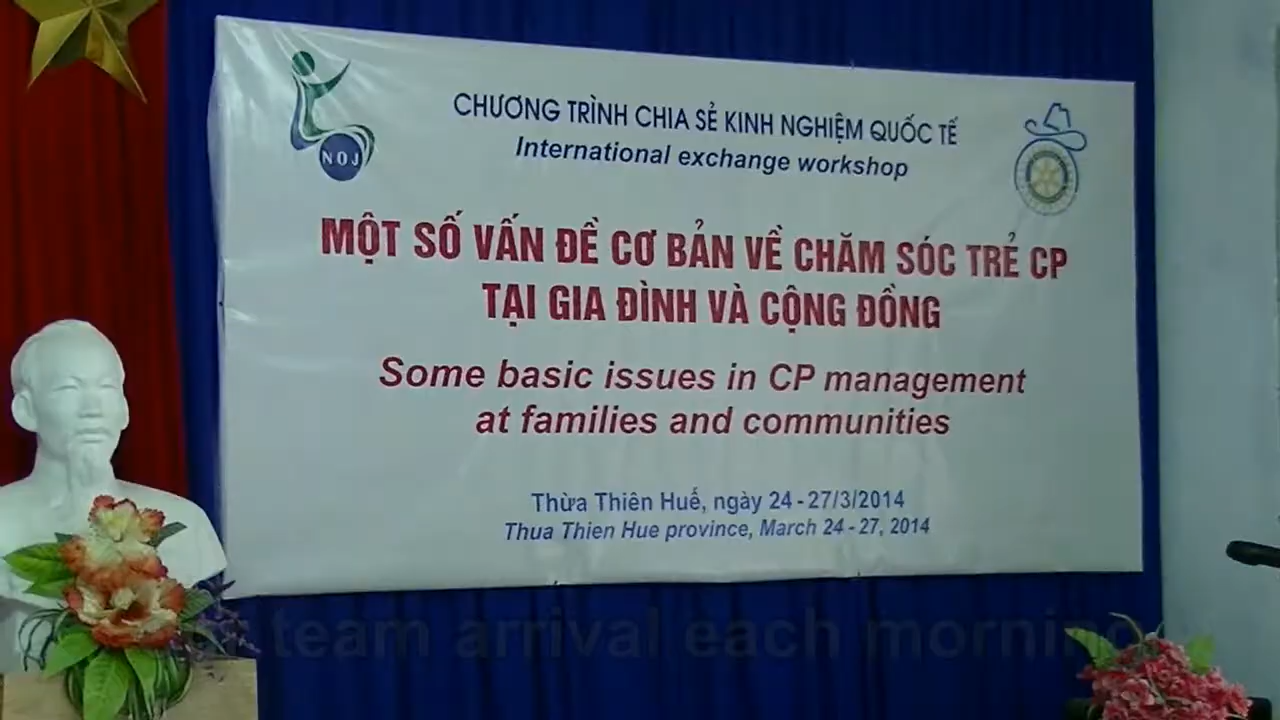 NOJ
CHƯƠNG TRÌNH CHIA SẺ KINH NGHIỆM QUỐC TẾ
International exchange workshop
MỘT SỐ VẤN ĐỀ CƠ BẢN VỀ CHĂM SÓC TRẺ CP
TẠI GIA ĐÌNH VÀ CỘNG ĐỒNG
Some basic issues in CP management
at families and communities
Thừa Thiên Huế, ngày 24 - 27/3/2014
Thua Thien Hue province, March 24 - 27, 2014
team arrival each morning